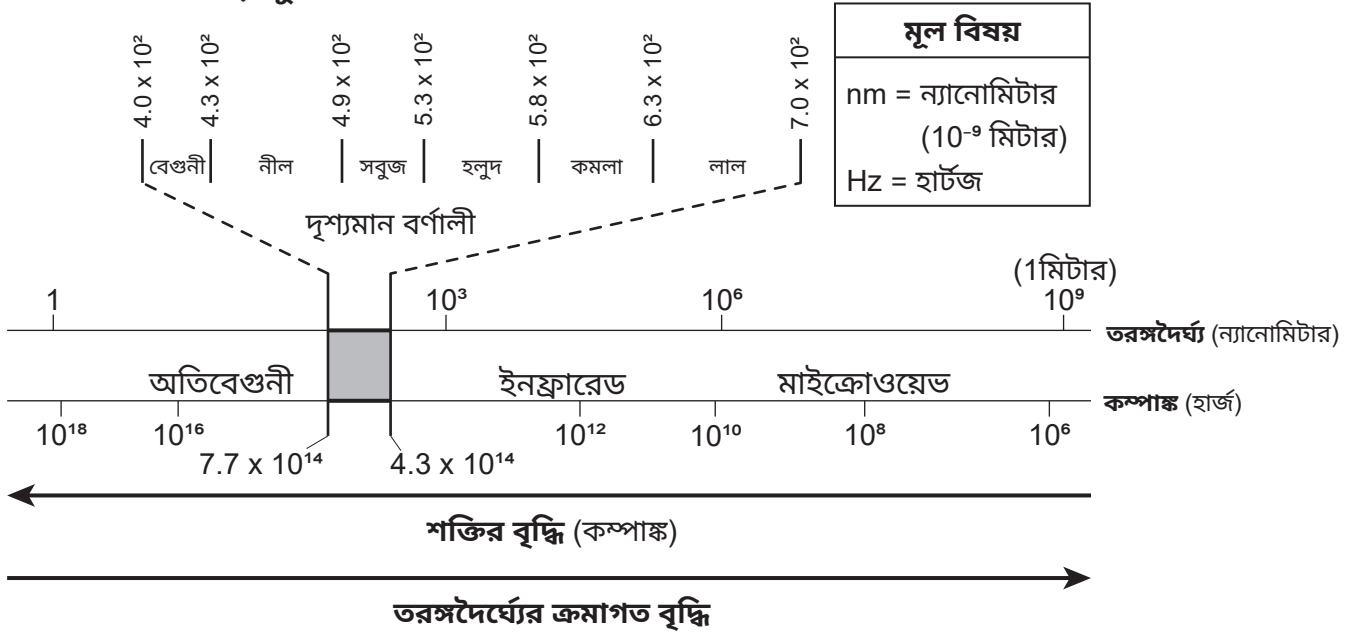 4.0 x 10²
4.3 x 10²
4.9 x 10²
5.3 x 10²
5.8 x 10²
6.3 x 10²
7.0 x 10²
মূল বিষয়
nm = ন্যানোমিটার
(10⁻⁹ মিটার)
Hz = হার্টজ
বেগুনী নীল সবুজ হলুদ কমলা লাল
দৃশ্যমান বর্ণালী
(1মিটার)
1 10³ 10⁶ 10⁹
তরঙ্গদৈর্ঘ্য (ন্যানোমিটার)
অতিবেগুনী ইনফ্রারেড মাইক্রোওয়েভ
কম্পাঙ্ক (হার্জ)
10¹⁸ 10¹⁶ 10¹² 10¹⁰ 10⁸ 10⁶
7.7 x 10¹⁴ 4.3 x 10¹⁴
শক্তির বৃদ্ধি (কম্পাঙ্ক)
তরঙ্গদৈর্ঘ্যের ক্রমাগত বৃদ্ধি